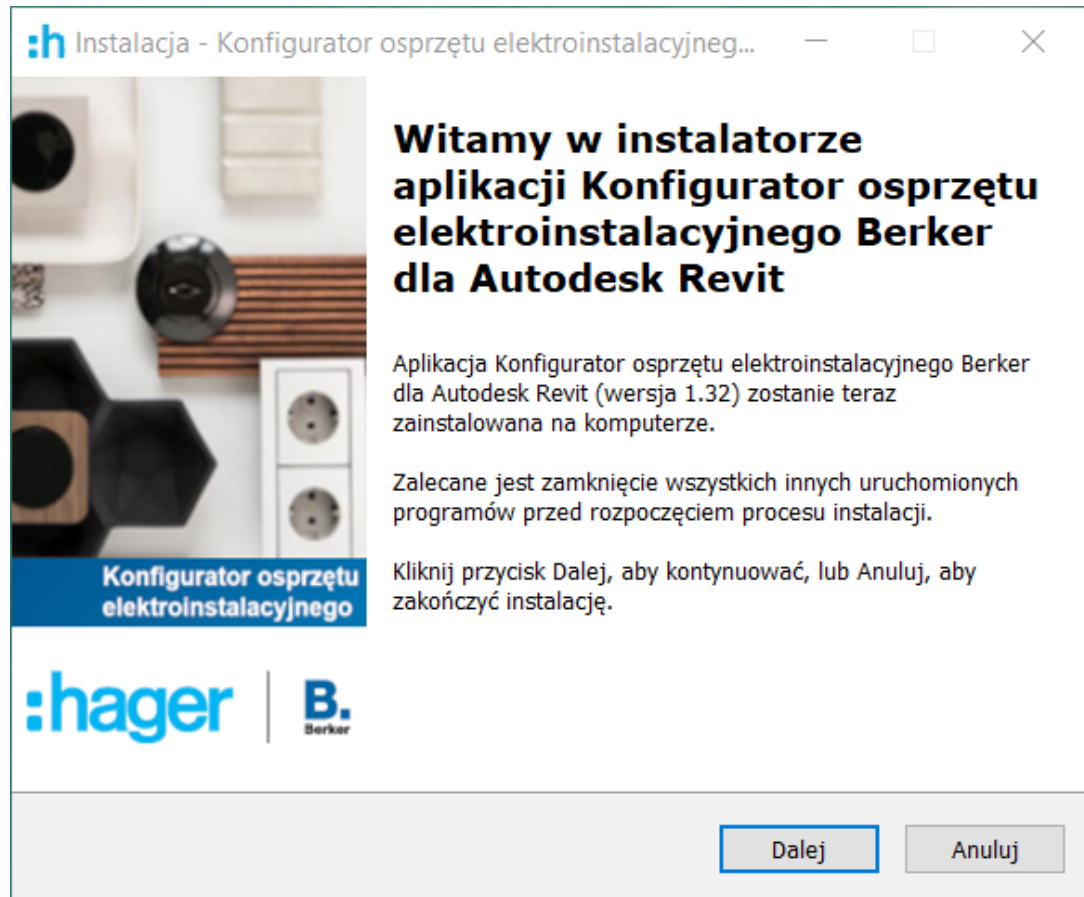 :h Instalacja - Konfigurator osprzętu elektroinstalacyjneg...
Witamy w instalatorze
aplikacji Konfigurator osprzętu
elektroinstalacyjnego Berker
dla Autodesk Revit
Aplikacja Konfigurator osprzętu elektroinstalacyjnego Berker
dla Autodesk Revit (wersja 1.32) zostanie teraz
zainstalowana na komputerze.
Zalecane jest zamknięcie wszystkich innych uruchomionych
programów przed rozpoczęciem procesu instalacji.
Kliknij przycisk Dalej, aby kontynuować, lub Anuluj, aby
zakończyć instalację.
Konfigurator osprzętu
elektroinstalacyjnego
:hager
B.
Berker
Dalej
Anuluj